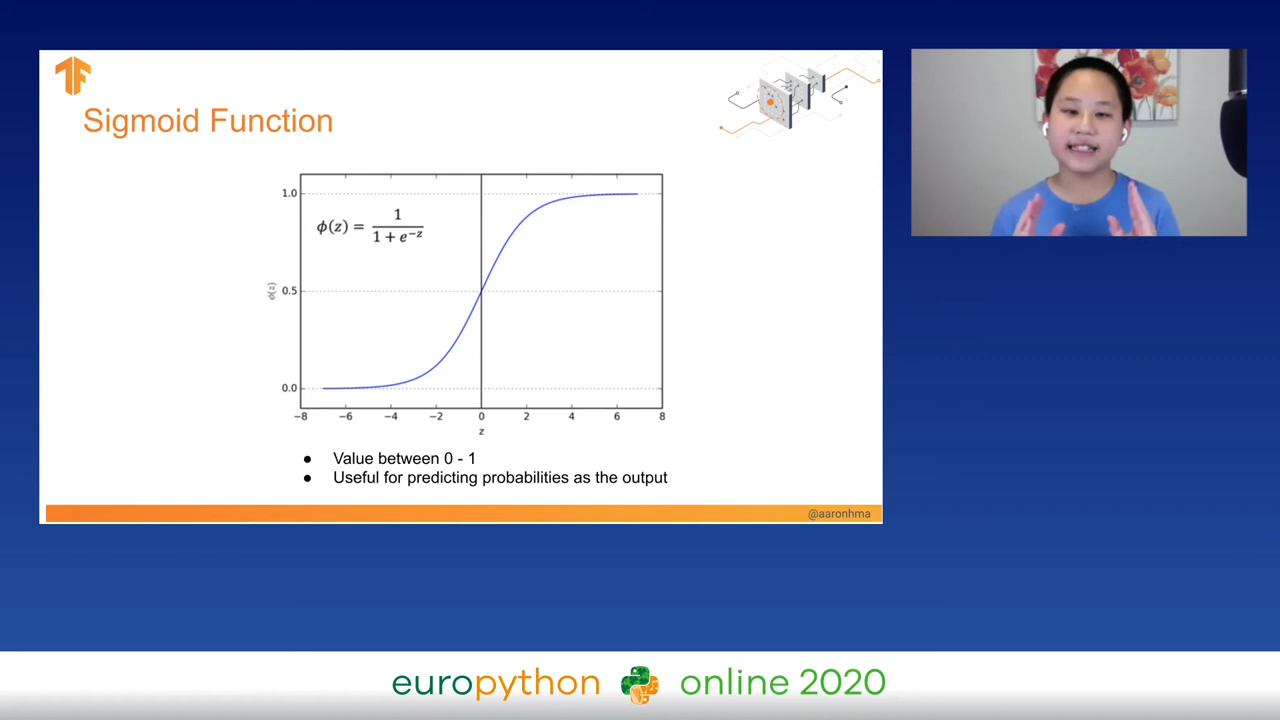 Sigmoid Function
1.0
ϕ(z) = 1 / (1 + e^−z)
ϕ(z)
0.5
0.0
−8 −6 −4 −2 0 2 4 6 8
z
● Value between 0 - 1
● Useful for predicting probabilities as the output
@aaronhma
europython online 2020